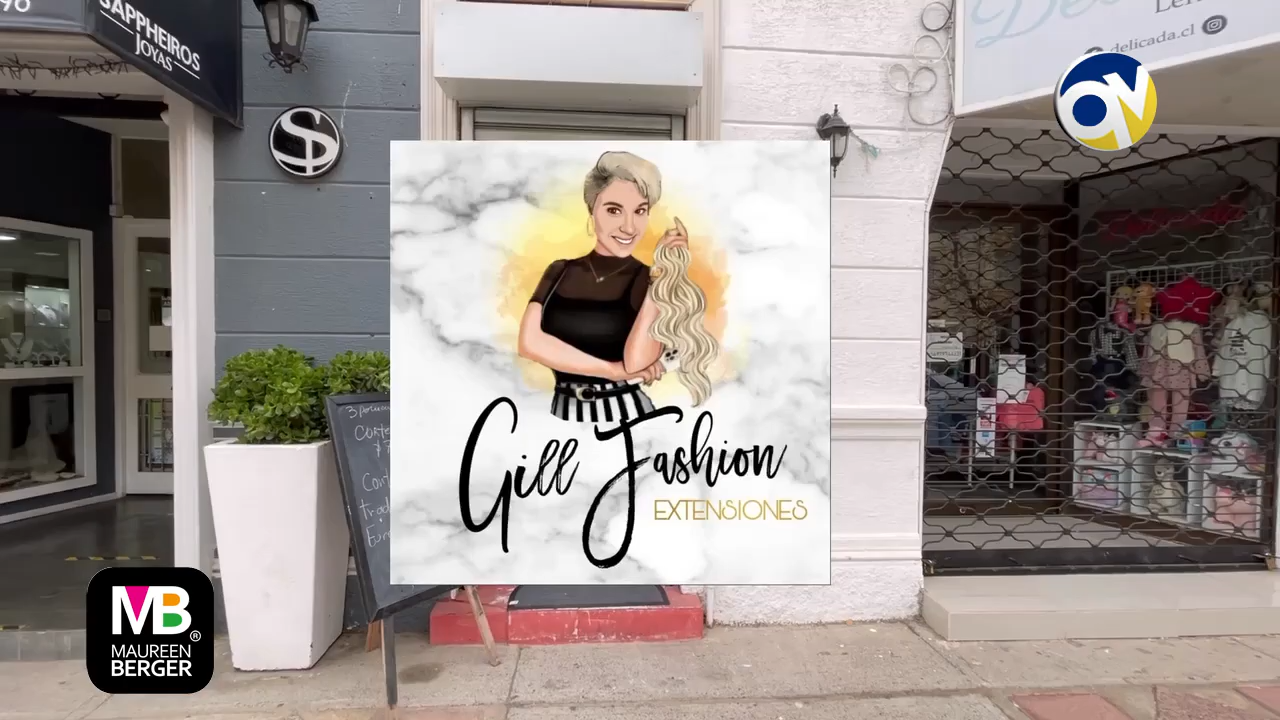 SAPPHEIROS
JOYAS
delicada.cl
Gill Fashion
EXTENSIONES
MB
MAUREEN
BERGER